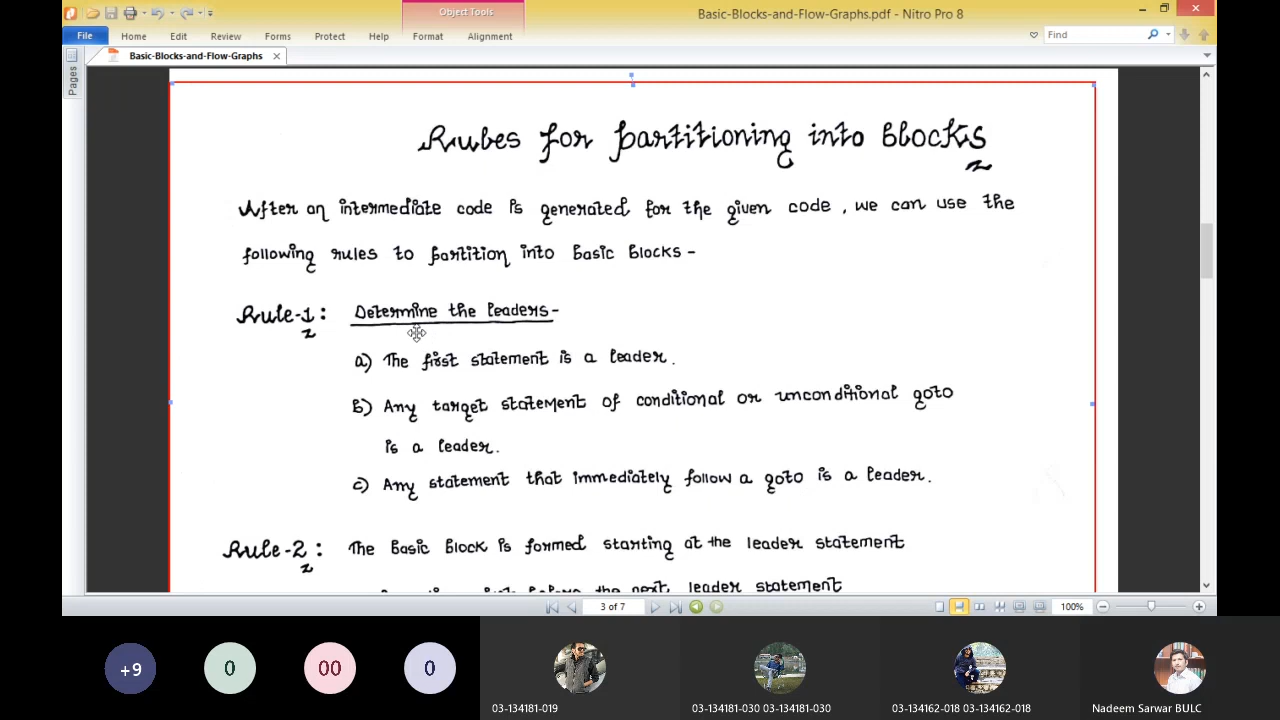 Object Tools
Basic-Blocks-and-Flow-Graphs.pdf - Nitro Pro 8
File Home Edit Review Forms Protect Help Format Alignment
Find
Basic-Blocks-and-Flow-Graphs
Pages
Rules for partitioning into Blocks
After an intermediate code is generated for the given code, we can use the
following rules to partition into basic blocks -
Rule-1: Determine the leaders-
a) The first statement is a leader.
b) Any target statement of conditional or unconditional goto
is a leader.
c) Any statement that immediately follow a goto is a leader.
Rule-2: The Basic Block is formed starting at the leader statement
the next leader statement
3 of 7
100%
+9 0 00 0
03-134181-019
03-134181-030 03-134181-030
03-134162-018 03-134162-018
Nadeem Sarwar BULC